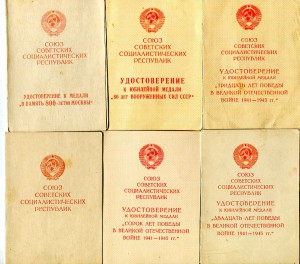 СОЮЗ
СОВЕТСКИХ
СОЦИАЛИСТИЧЕСКИХ
РЕСПУБЛИК
УДОСТОВЕРЕНИЕ К МЕДАЛИ
„В ПАМЯТЬ 800-ЛЕТИЯ МОСКВЫ"
СОЮЗ
СОВЕТСКИХ
СОЦИАЛИСТИЧЕСКИХ
РЕСПУБЛИК
УДОСТОВЕРЕНИЕ
К ЮБИЛЕЙНОЙ МЕДАЛИ
„50 ЛЕТ ВООРУЖЕННЫХ СИЛ СССР"
СОЮЗ
СОВЕТСКИХ
СОЦИАЛИСТИЧЕСКИХ
РЕСПУБЛИК
УДОСТОВЕРЕНИЕ
К ЮБИЛЕЙНОЙ МЕДАЛИ
„ТРИДЦАТЬ ЛЕТ ПОБЕДЫ
В ВЕЛИКОЙ ОТЕЧЕСТВЕННОЙ
ВОЙНЕ 1941—1945 гг."
СОЮЗ
СОВЕТСКИХ
СОЦИАЛИСТИЧЕСКИХ
РЕСПУБЛИК
СОЮЗ
СОВЕТСКИХ
СОЦИАЛИСТИЧЕСКИХ
РЕСПУБЛИК
УДОСТОВЕРЕНИЕ
К ЮБИЛЕЙНОЙ МЕДАЛИ
„СОРОК ЛЕТ ПОБЕДЫ
В ВЕЛИКОЙ ОТЕЧЕСТВЕННОЙ
ВОЙНЕ 1941—1945 гг."
СОЮЗ
СОВЕТСКИХ
СОЦИАЛИСТИЧЕСКИХ
РЕСПУБЛИК
УДОСТОВЕРЕНИЕ
К ЮБИЛЕЙНОЙ МЕДАЛИ
„ДВАДЦАТЬ ЛЕТ ПОБЕДЫ
В ВЕЛИКОЙ ОТЕЧЕСТВЕННОЙ
ВОЙНЕ 1941—1945 гг."